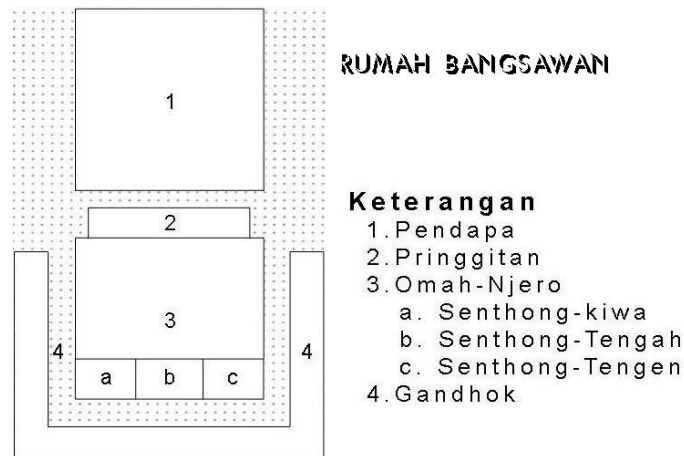 1
RUMAH BANGSAWAN
2
3
4
4
a b c
Keterangan
1.Pendapa
2.Pringgitan
3.Omah-Njero
a. Senthong-kiwa
b. Senthong-Tengah
c. Senthong-Tengen
4.Gandhok